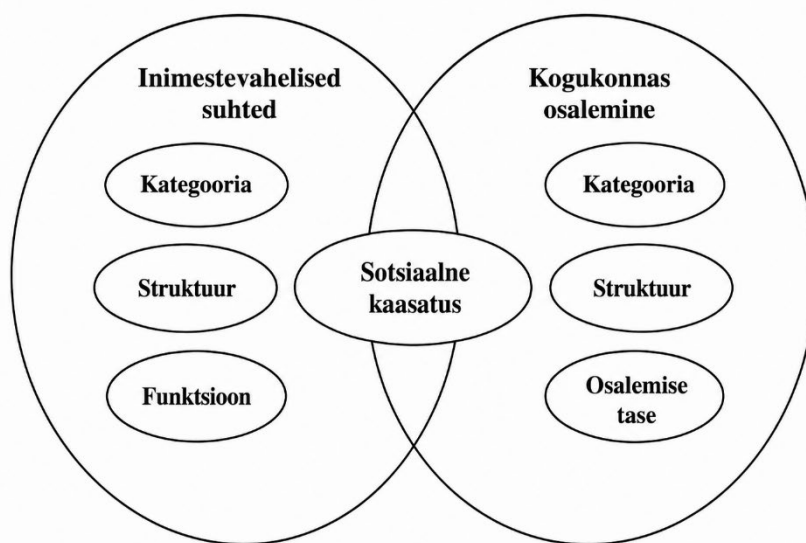 Inimestevahelised
suhted
Kategooria
Struktuur
Funktsioon
Sotsiaalne
kaasatus
Kogukonnas
osalemine
Kategooria
Struktuur
Osalemise
tase